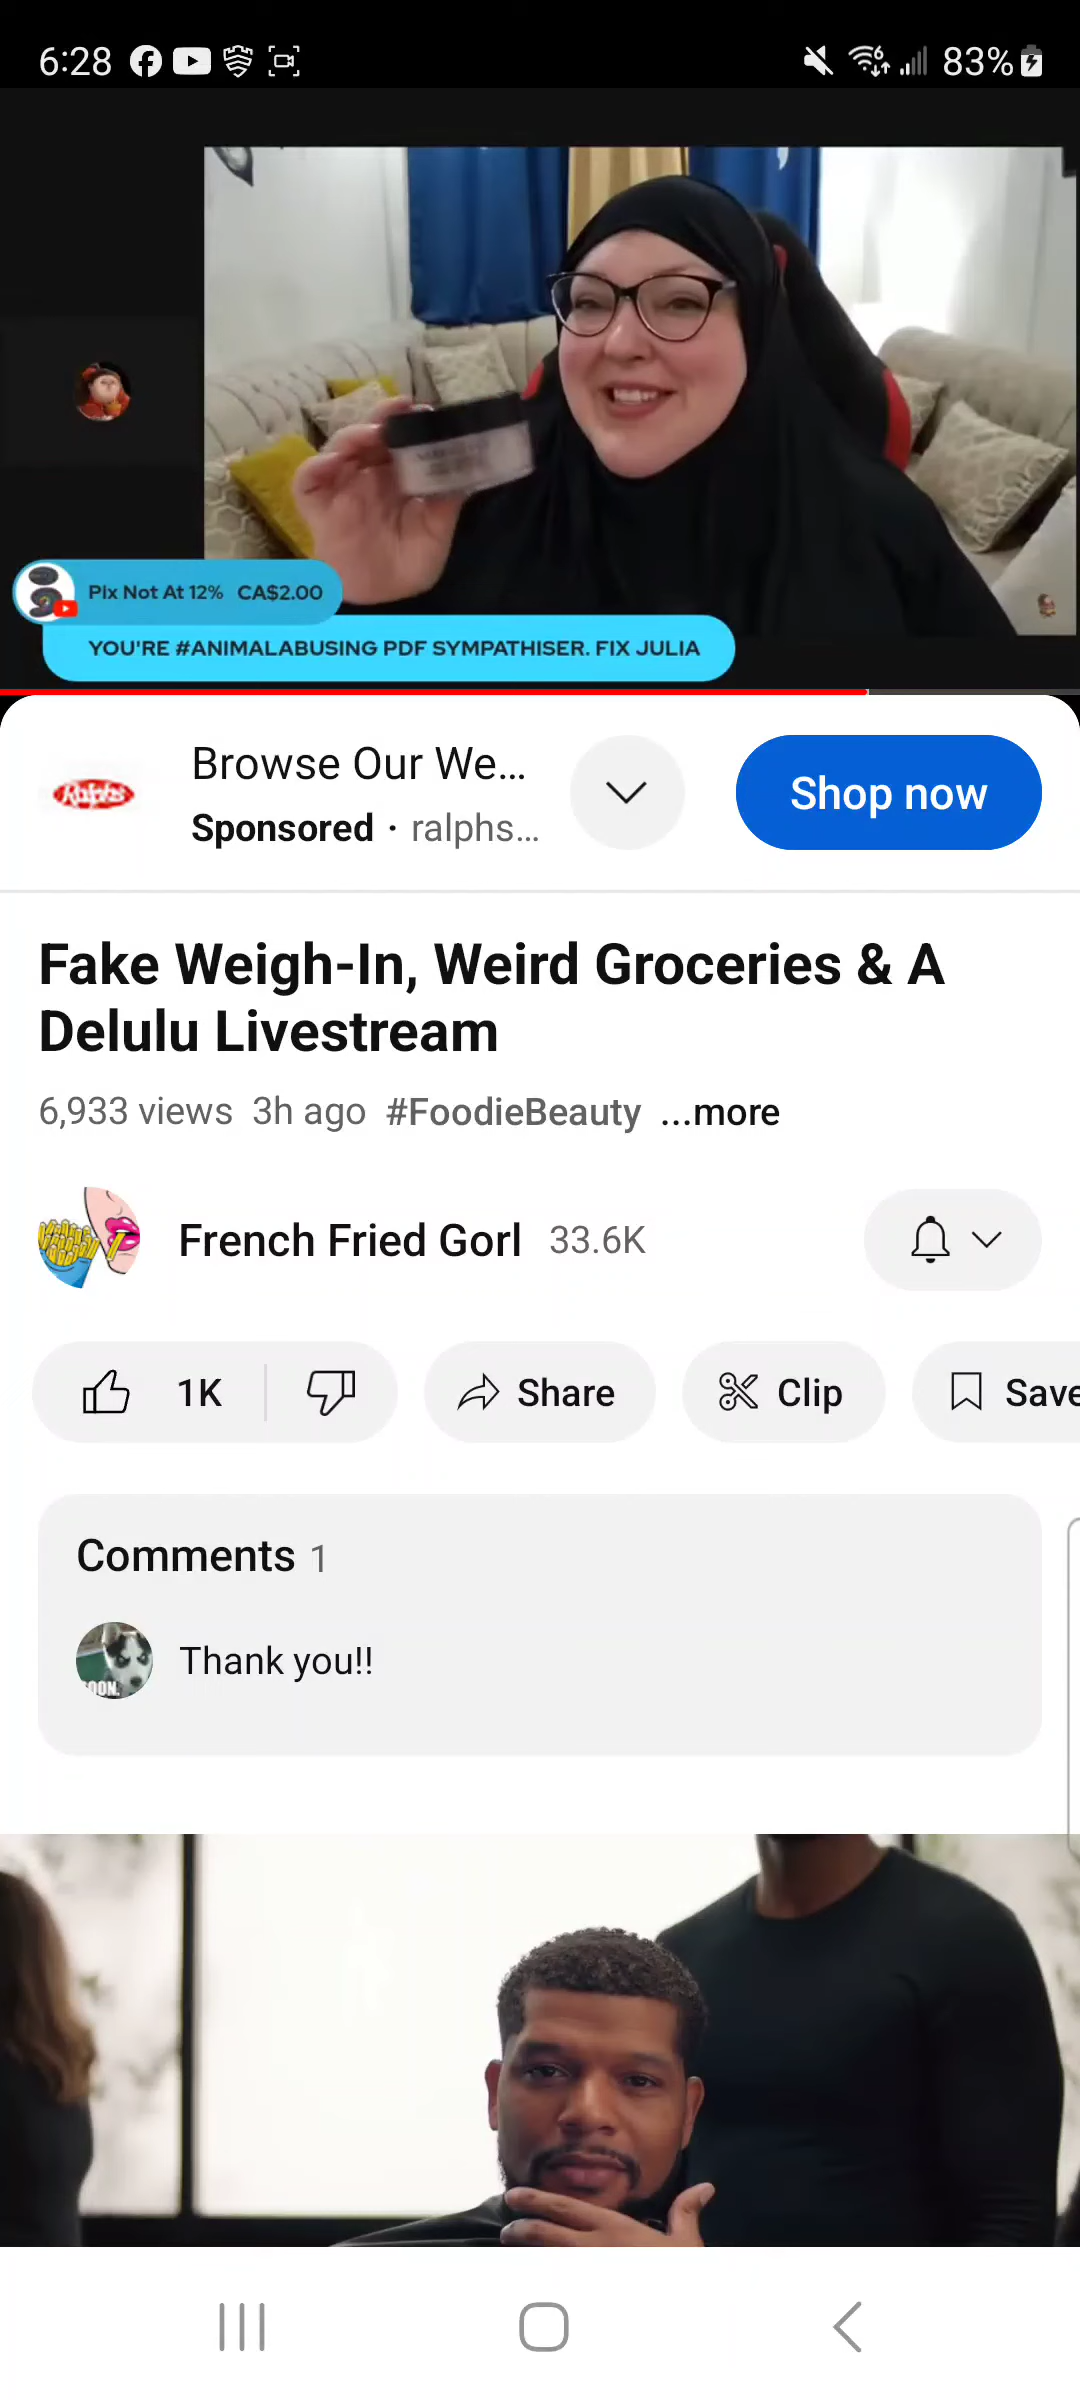 6:28
83%
Plx Not At 12% CA$2.00
YOU'RE #ANIMALABUSING PDF SYMPATHISER. FIX JULIA
Ralphs
Browse Our We...
Sponsored · ralphs...
Shop now
Fake Weigh-In, Weird Groceries & A
Delulu Livestream
6,933 views 3h ago #FoodieBeauty ...more
French Fried Gorl 33.6K
1K
Share
Clip
Save
Comments 1
OON.
Thank you!!